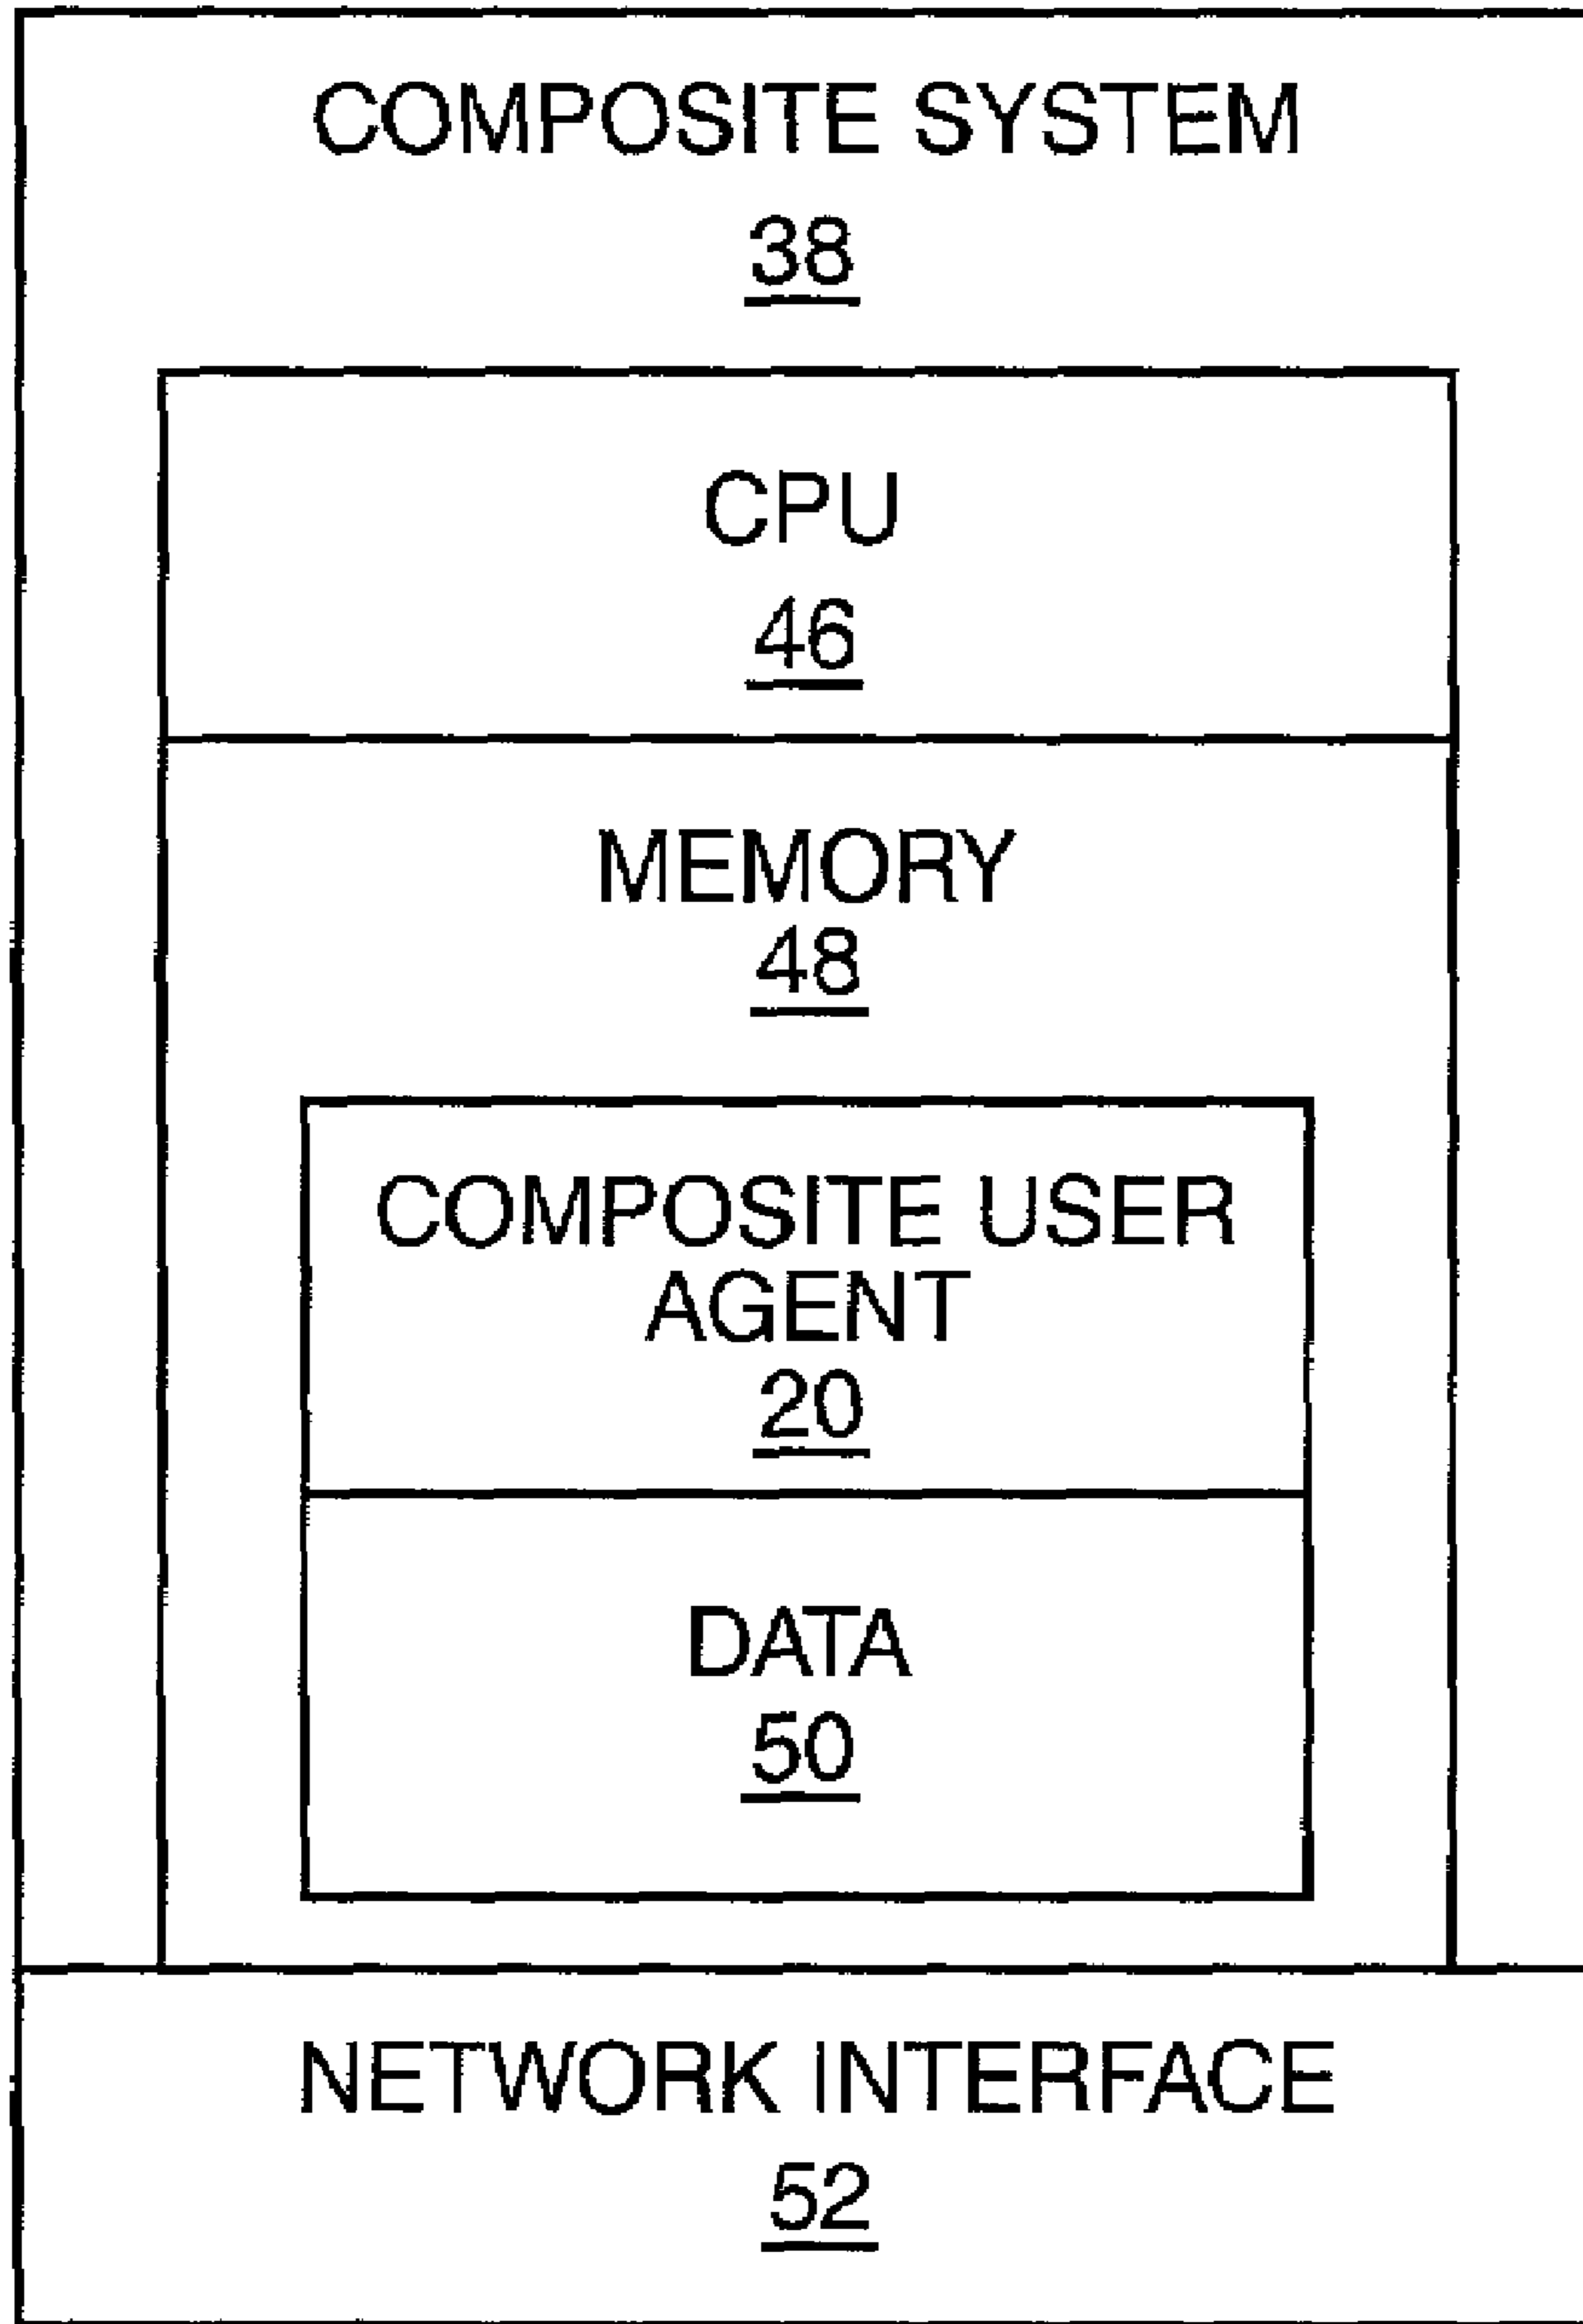 COMPOSITE SYSTEM
38
CPU
46
MEMORY
48
COMPOSITE USER
AGENT
20
DATA
50
NETWORK INTERFACE
52